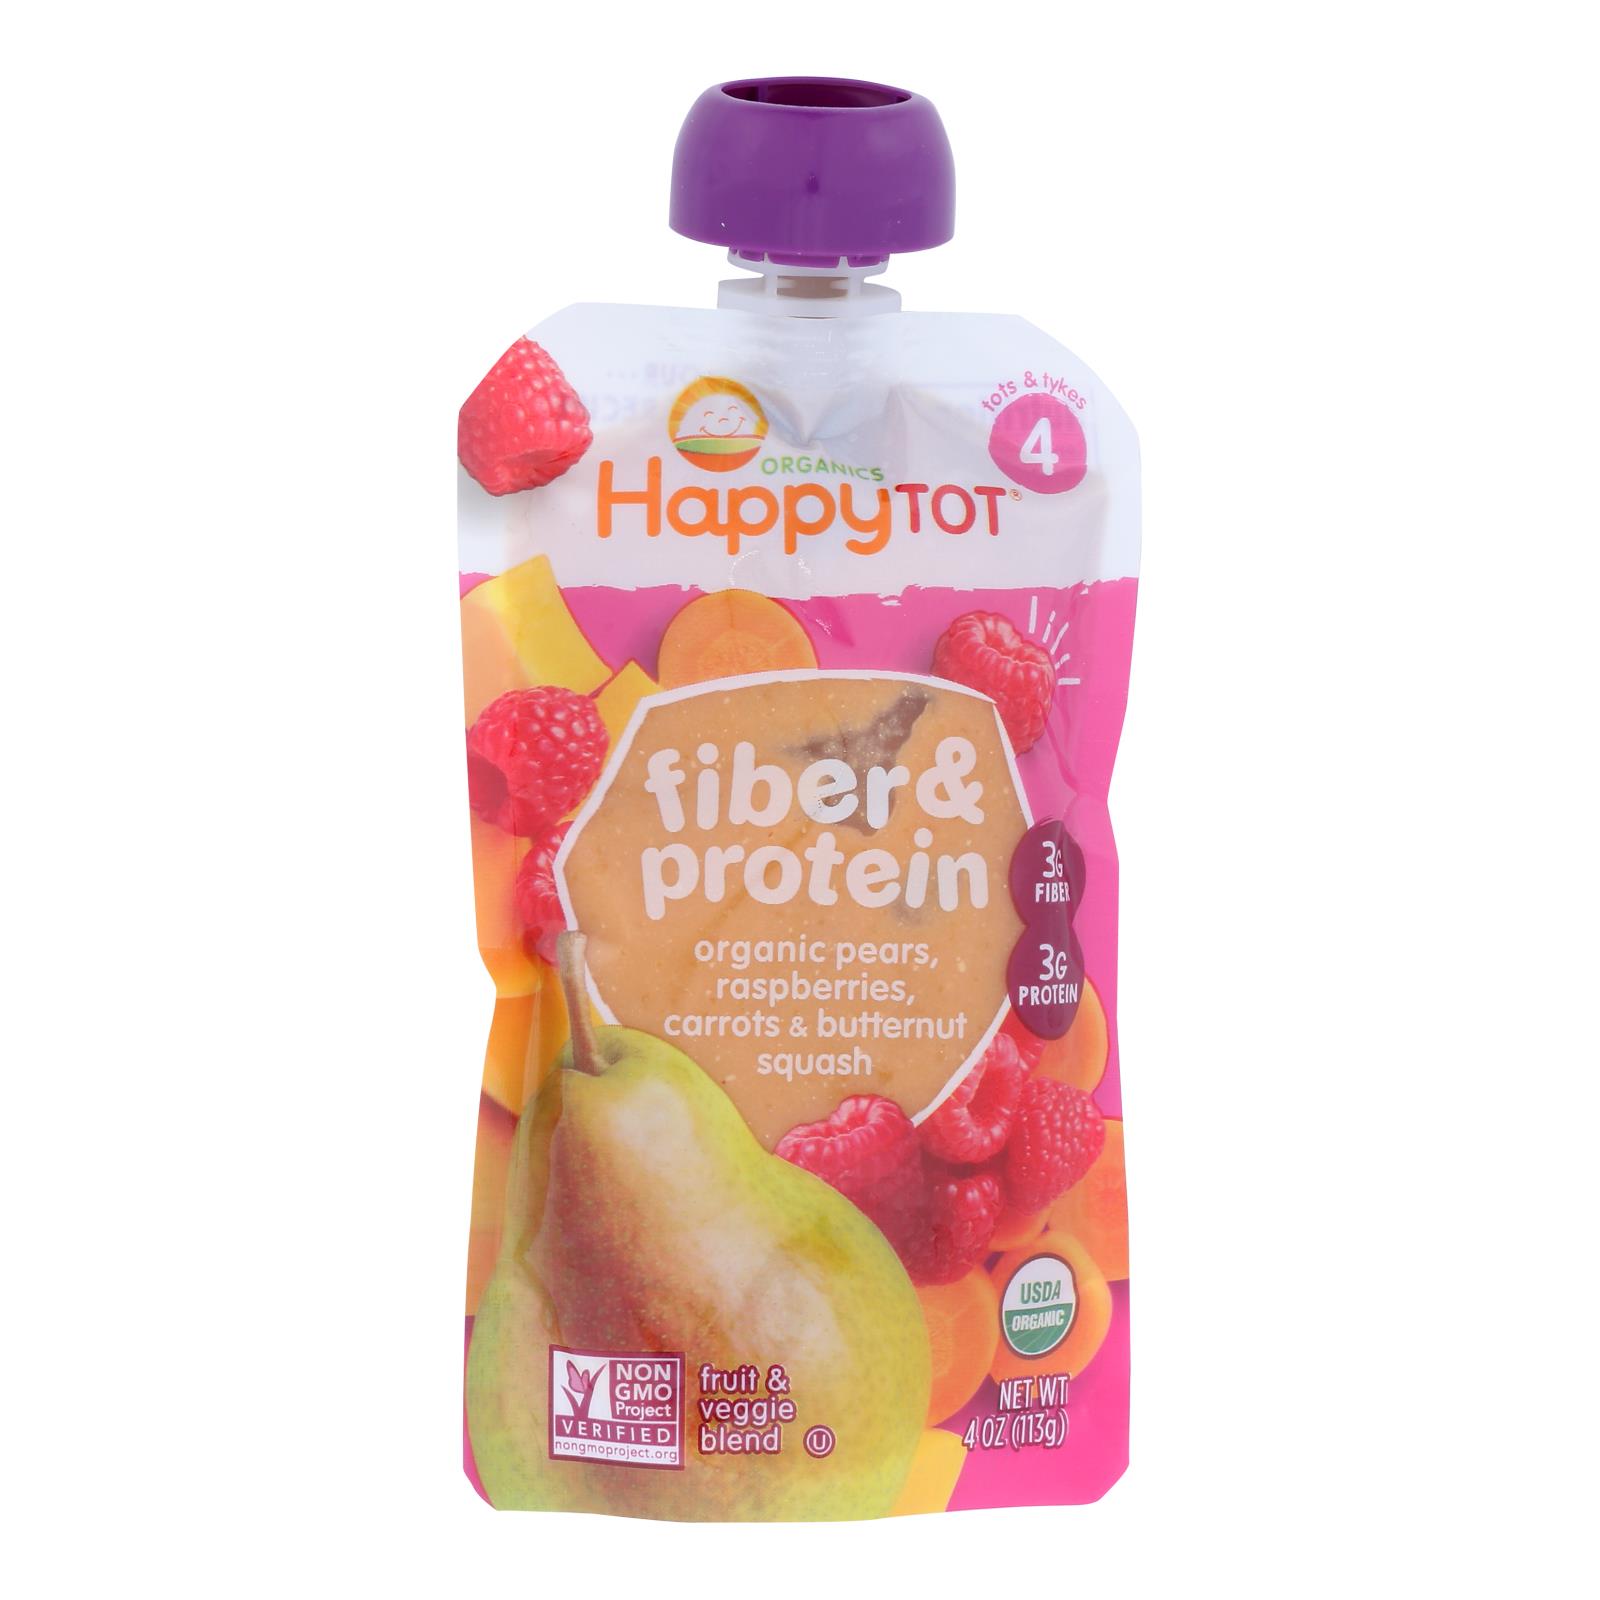 tots & tykes
4
ORGANICS
HappyTOT®
fiber &
protein
organic pears,
raspberries,
carrots & butternut
squash
3G
FIBER
3G
PROTEIN
USDA
ORGANIC
NON
GMO
Project
VERIFIED
nongmoproject.org
fruit &
veggie
blend
U
NET WT
4 OZ (113g)